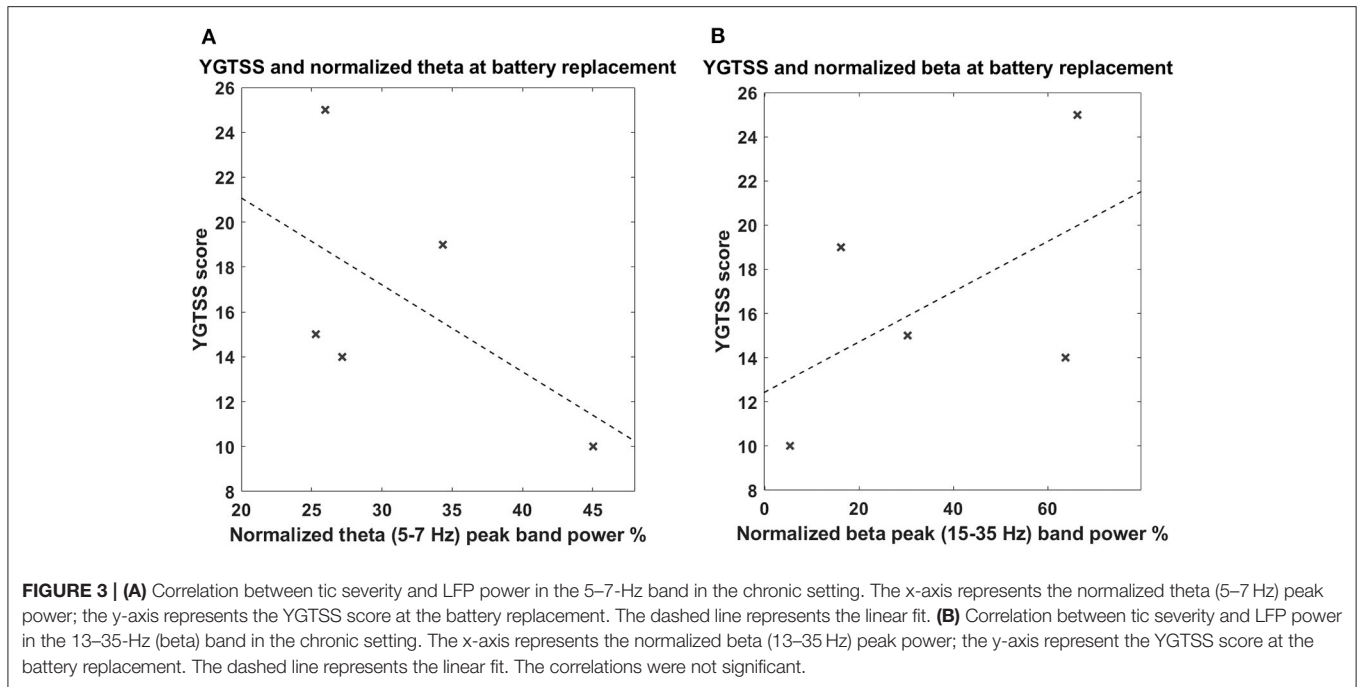 A
YGTSS and normalized theta at battery replacement
26
24
22
20
18
16
14
12
10
8
YGTSS score
20
25
30
35
40
45
Normalized theta (5-7 Hz) peak band power %
B
YGTSS and normalized beta at battery replacement
26
24
22
20
18
16
14
12
10
8
YGTSS score
0
20
40
60
Normalized beta peak (15-35 Hz) band power %
FIGURE 3 | (A) Correlation between tic severity and LFP power in the 5–7-Hz band in the chronic setting. The x-axis represents the normalized theta (5–7 Hz) peak
power; the y-axis represents the YGTSS score at the battery replacement. The dashed line represents the linear fit. (B) Correlation between tic severity and LFP power
in the 13–35-Hz (beta) band in the chronic setting. The x-axis represents the normalized beta (13–35 Hz) peak power; the y-axis represent the YGTSS score at the
battery replacement. The dashed line represents the linear fit. The correlations were not significant.